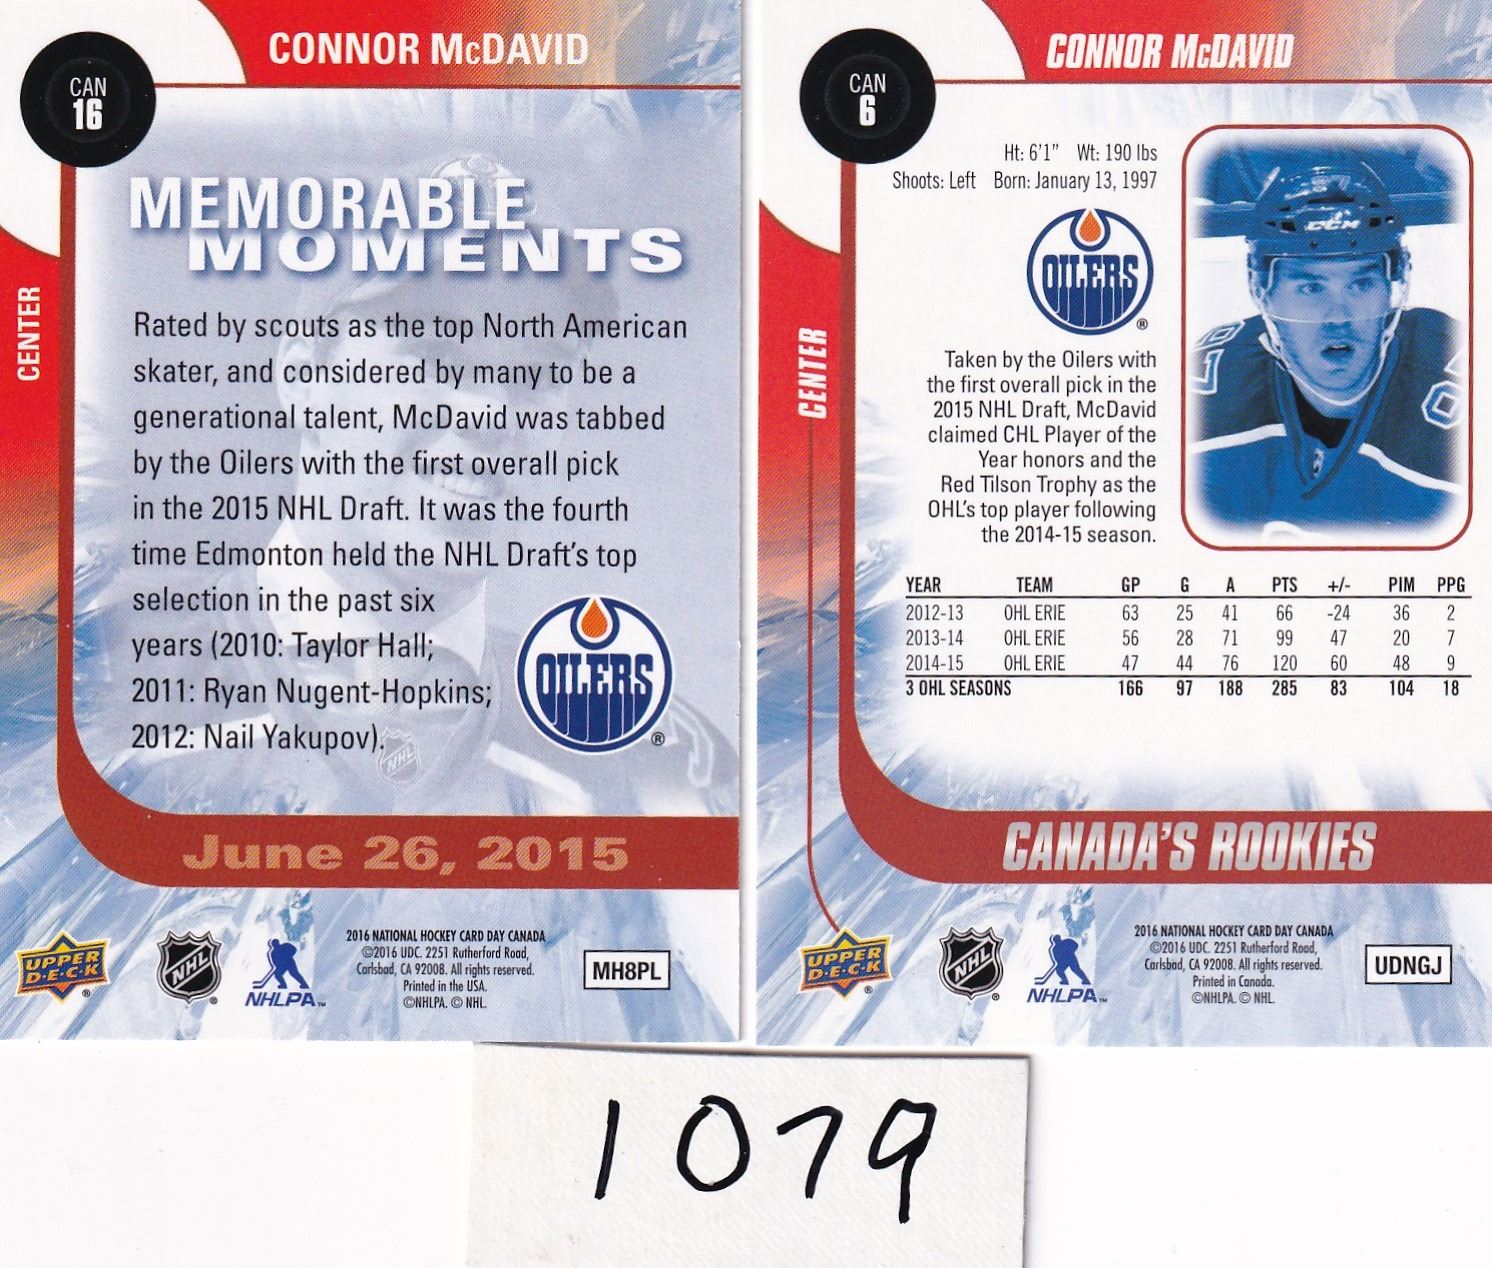 CAN
16
CONNOR McDAVID
CENTER
MEMORABLE
MOMENTS
Rated by scouts as the top North American
skater, and considered by many to be a
generational talent, McDavid was tabbed
by the Oilers with the first overall pick
in the 2015 NHL Draft. It was the fourth
time Edmonton held the NHL Draft's top
selection in the past six
years (2010: Taylor Hall;
2011: Ryan Nugent-Hopkins;
2012: Nail Yakupov).
OILERS
®
NHL
June 26, 2015
UPPER
D·E·C·K
®
NHL
®
NHLPA™
2016 NATIONAL HOCKEY CARD DAY CANADA
©2016 UDC. 2251 Rutherford Road,
Carlsbad, CA 92008. All rights reserved.
Printed in the USA.
©NHLPA. © NHL.
MH8PL
CAN
6
CONNOR McDAVID
CENTER
Ht: 6'1" Wt: 190 lbs
Shoots: Left Born: January 13, 1997
OILERS
®
CCM
Taken by the Oilers with
the first overall pick in the
2015 NHL Draft, McDavid
claimed CHL Player of the
Year honors and the
Red Tilson Trophy as the
OHL's top player following
the 2014-15 season.
YEAR TEAM GP G A PTS +/- PIM PPG
2012-13 OHL ERIE 63 25 41 66 -24 36 2
2013-14 OHL ERIE 56 28 71 99 47 20 7
2014-15 OHL ERIE 47 44 76 120 60 48 9
3 OHL SEASONS 166 97 188 285 83 104 18
CANADA'S ROOKIES
UPPER
D·E·C·K
®
NHL
®
NHLPA™
2016 NATIONAL HOCKEY CARD DAY CANADA
©2016 UDC. 2251 Rutherford Road,
Carlsbad, CA 92008. All rights reserved.
Printed in Canada.
©NHLPA. © NHL.
UDNGJ
1079